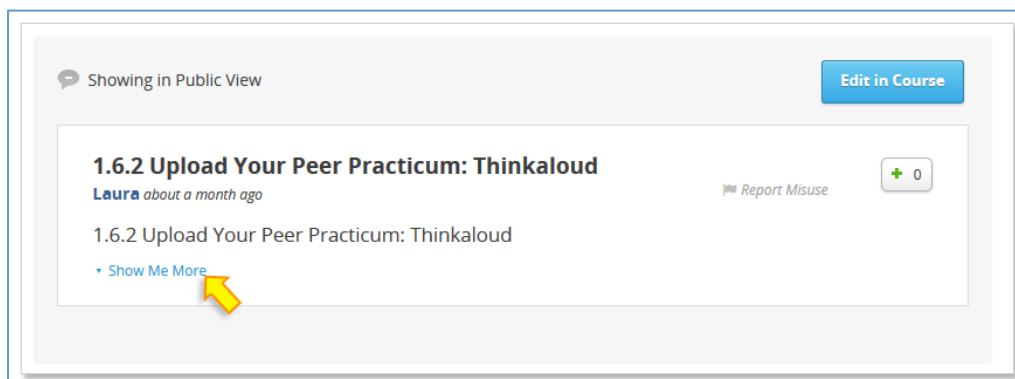 Showing in Public View
Edit in Course
1.6.2 Upload Your Peer Practicum: Thinkaloud
Laura about a month ago
Report Misuse
+ 0
1.6.2 Upload Your Peer Practicum: Thinkaloud
Show Me More